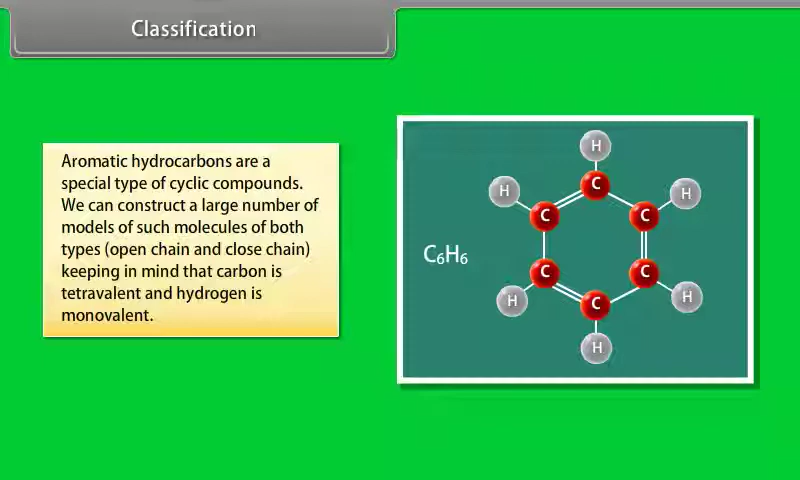 Classification
Aromatic hydrocarbons are a
special type of cyclic compounds.
We can construct a large number of
models of such molecules of both
types (open chain and close chain)
keeping in mind that carbon is
tetravalent and hydrogen is
monovalent.
C₆H₆
H
H
C
H
C
C
C
C
H
C
H
H